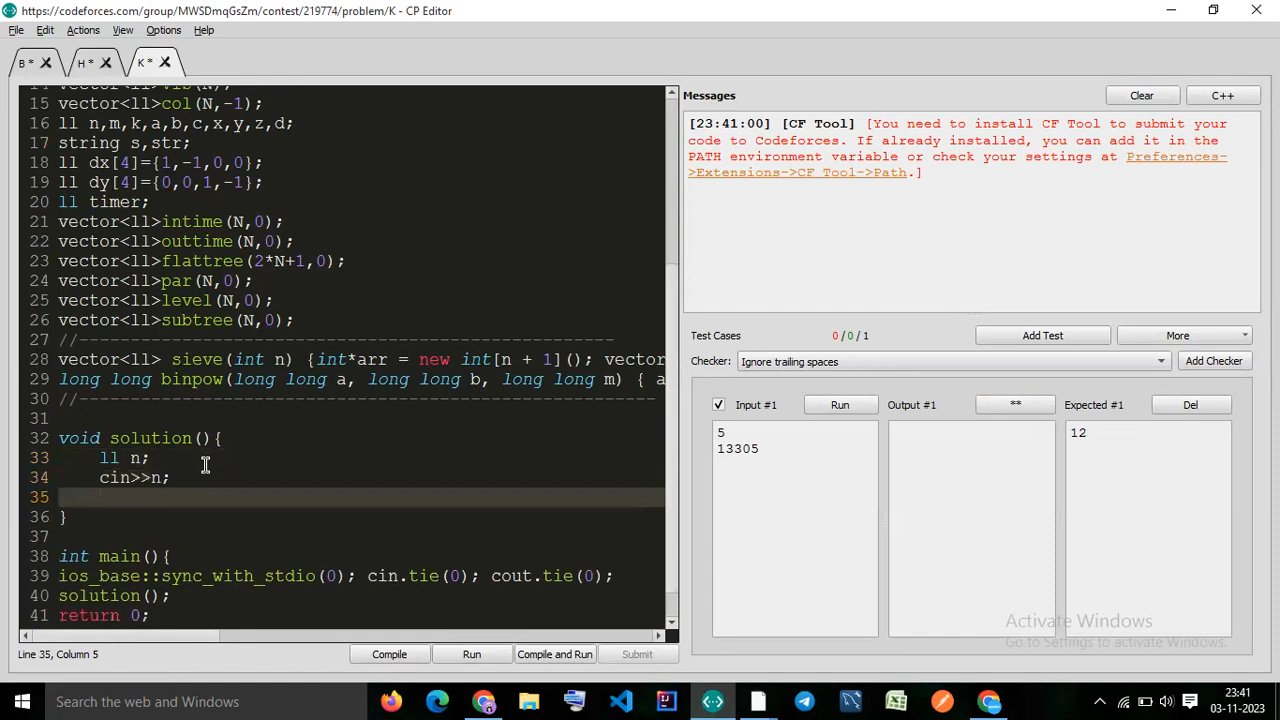 https://codeforces.com/group/MWSDmqGsZm/contest/219774/problem/K - CP Editor
File Edit Actions View Options Help
B * H * K *
15 vector<ll>col(N,-1);
16 ll n,m,k,a,b,c,x,y,z,d;
17 string s,str;
18 ll dx[4]={1,-1,0,0};
19 ll dy[4]={0,0,1,-1};
20 ll timer;
21 vector<ll>intime(N,0);
22 vector<ll>outtime(N,0);
23 vector<ll>flattree(2*N+1,0);
24 vector<ll>par(N,0);
25 vector<ll>level(N,0);
26 vector<ll>subtree(N,0);
27 //----------------------------------------------------
28 vector<ll> sieve(int n) {int*arr = new int[n + 1](); vector
29 long long binpow(long long a, long long b, long long m) { a
30 //--------------------------------------------------------
31
32 void solution(){
33 ll n;
34 cin>>n;
35
36 }
37
38 int main(){
39 ios_base::sync_with_stdio(0); cin.tie(0); cout.tie(0);
40 solution();
41 return 0;
Line 35, Column 5
Compile Run Compile and Run Submit
Messages Clear C++
[23:41:00] [CF Tool] [You need to install CF Tool to submit your
code to Codeforces. If already installed, you can add it in the
PATH environment variable or check your settings at Preferences-
>Extensions->CF Tool->Path.]
Test Cases 0/0/1 Add Test More
Checker: Ignore trailing spaces Add Checker
Input #1 Run Output #1 ** Expected #1 Del
5
13305
12
Activate Windows
Go to Settings to activate Windows.
Search the web and Windows
23:41
03-11-2023